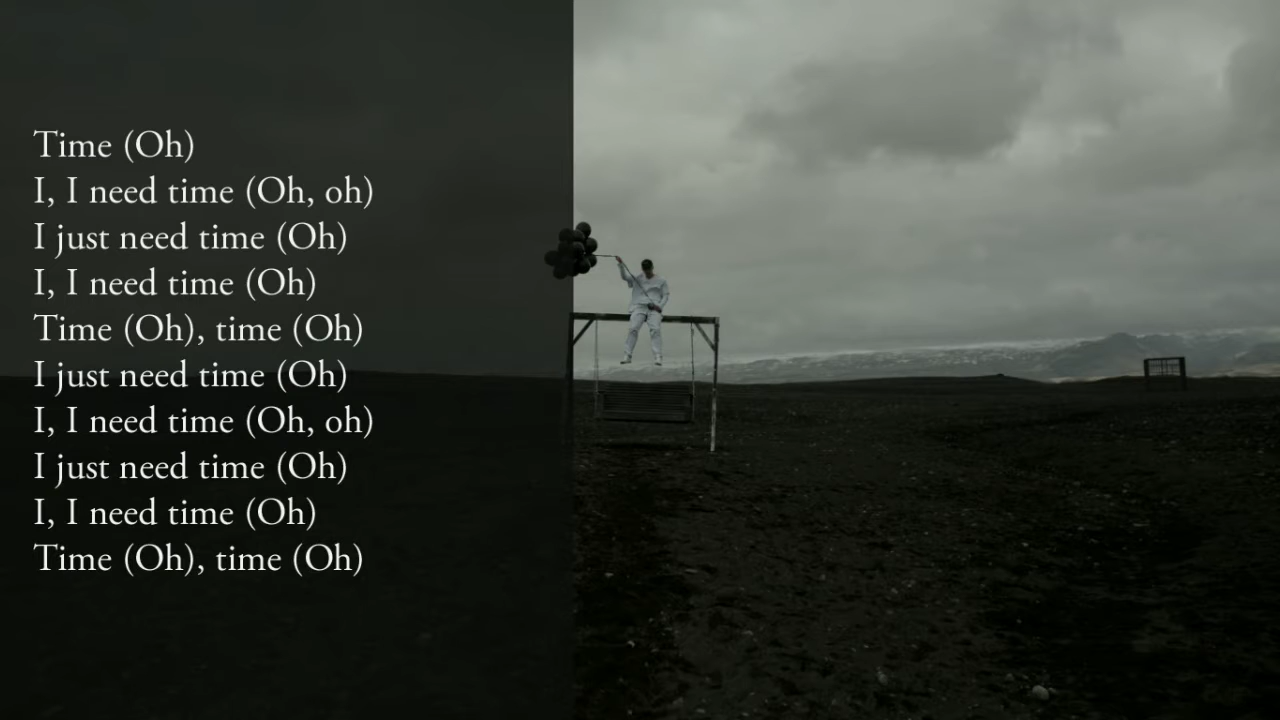 Time (Oh)
I, I need time (Oh, oh)
I just need time (Oh)
I, I need time (Oh)
Time (Oh), time (Oh)
I just need time (Oh)
I, I need time (Oh, oh)
I just need time (Oh)
I, I need time (Oh)
Time (Oh), time (Oh)